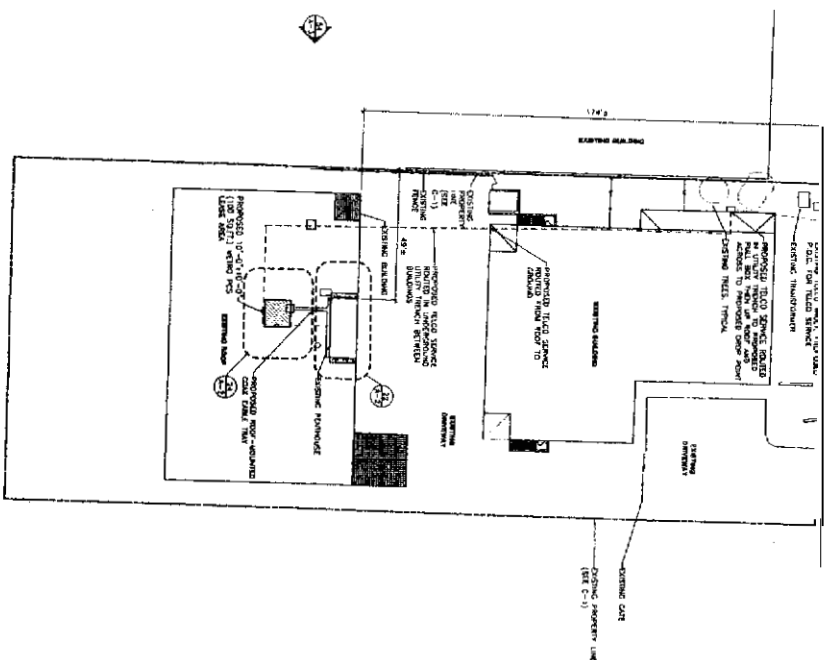 EXISTING TRANSFORMER
P.O.C. FOR TELCO SERVICE
PROPOSED TELCO SERVICE ROUTED
IN UTILITY TRENCH TO PROPOSED
PULL BOX THEN UP ROOF AND
ACROSS TO PROPOSED DROP POINT
EXISTING TREES, TYPICAL
EXISTING
DRIVEWAY
EXISTING GATE
EXISTING PROPERTY LINE
(SEE C-1)
EXISTING BUILDING
PROPOSED TELCO SERVICE
ROUTED FROM ROOF TO
GROUND
EXISTING
PROPERTY
LINE
(SEE
C-1)
EXISTING
FENCE
PROPOSED TELCO SERVICE
ROUTED IN UNDERGROUND
UTILITY TRENCH BETWEEN
BUILDINGS
49'±
EXISTING
DRIVEWAY
EXISTING BUILDING
EXISTING PENTHOUSE
PROPOSED ROOF-MOUNTED
COAX CABLE TRAY
EXISTING ROOF
PROPOSED 10'-0"x10'-0"
(100 SQ.FT.) METRO PCS
LEASE AREA